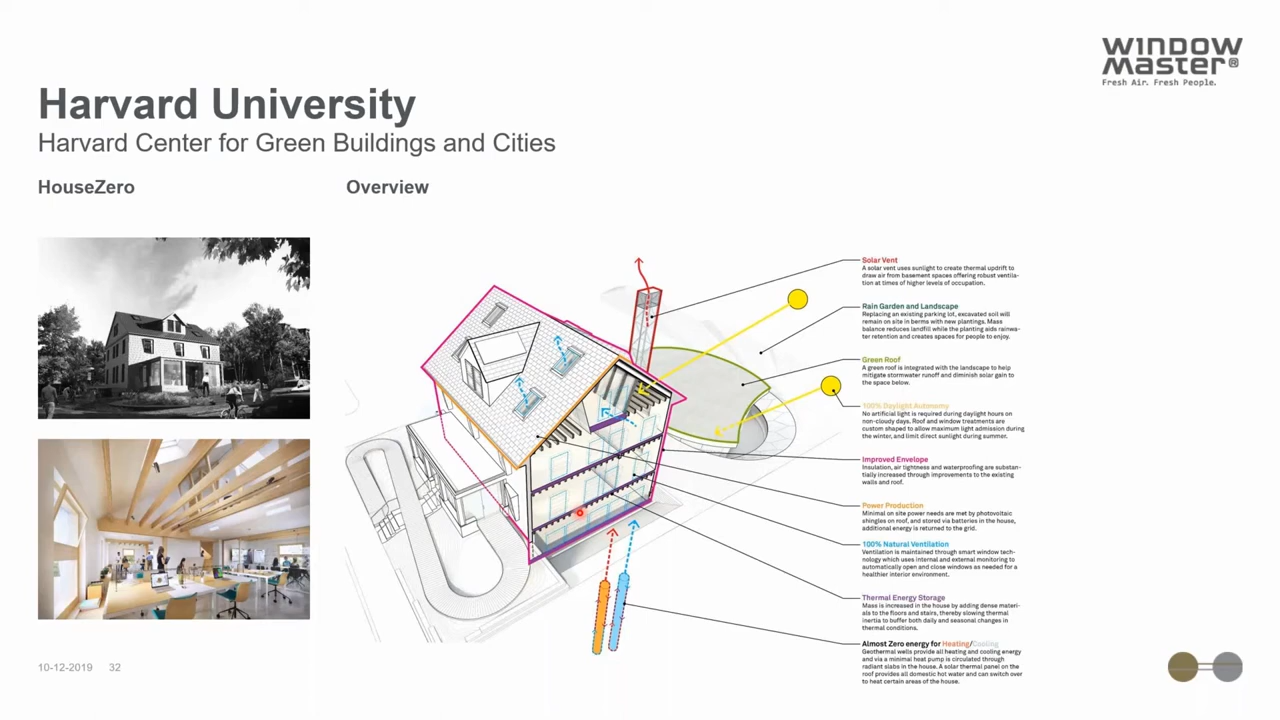 WINDOW
Master®
Fresh Air. Fresh People.
Harvard University
Harvard Center for Green Buildings and Cities
HouseZero
Overview
Solar Vent
A solar vent uses sunlight to create thermal updrift to
draw air from basement spaces offering robust ventila-
tion at times of higher levels of occupation.
Rain Garden and Landscape
Replacing an existing parking lot, excavated soil will
remain on site in berms with new plantings. Mass
balance reduces landfill while the planting aids rainwa-
ter retention and creates spaces for people to enjoy.
Green Roof
A green roof is integrated with the landscape to help
mitigate stormwater runoff and diminish solar gain to
the space below.
100% Daylight Autonomy
No artificial light is required during daylight hours on
non-cloudy days. Roof and window treatments are
custom shaped to allow maximum light admission during
the winter, and limit direct sunlight during summer.
Improved Envelope
Insulation, air tightness and waterproofing are substan-
tially increased through improvements to the existing
walls and roof.
Power Production
Minimal on site power needs are met by photovoltaic
shingles on roof, and stored via batteries in the house,
additional energy is returned to the grid.
100% Natural Ventilation
Ventilation is maintained through smart window tech-
nology which uses internal and external monitoring to
automatically open and close windows as needed for a
healthier interior environment.
Thermal Energy Storage
Mass is increased in the house by adding dense materi-
als to the floors and stairs, thereby slowing thermal
inertia to buffer both daily and seasonal changes in
thermal conditions.
Almost Zero energy for Heating/Cooling
Geothermal wells provide all heating and cooling energy
and via a minimal heat pump is circulated through
radiant slabs in the house. A solar thermal panel on the
roof provides all domestic hot water and can switch over
to heat certain areas of the house.
10-12-2019 32